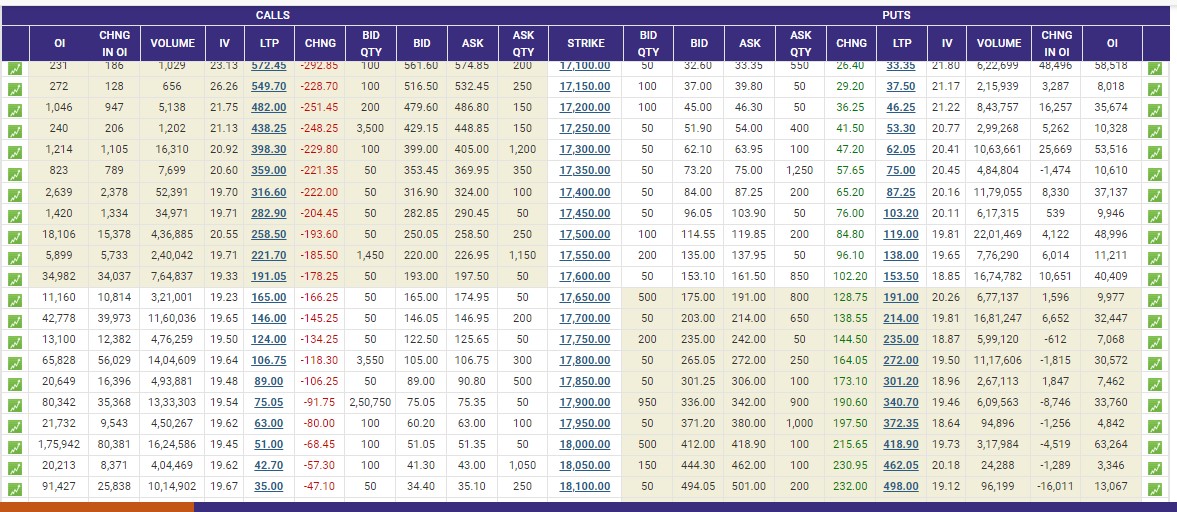 CALLS PUTS
OI CHNG IN OI VOLUME IV LTP CHNG BID QTY BID ASK ASK QTY STRIKE BID QTY BID ASK ASK QTY CHNG LTP IV VOLUME CHNG IN OI OI
231 186 1,029 23.13 572.45 -292.85 100 561.60 574.85 200 17,100.00 50 32.60 33.35 550 26.40 33.35 21.80 6,22,699 48,496 58,518
272 128 656 26.26 549.70 -228.70 100 516.50 532.45 250 17,150.00 100 37.00 39.80 50 29.20 37.50 21.17 2,15,939 3,287 8,018
1,046 947 5,138 21.75 482.00 -251.45 200 479.60 486.80 150 17,200.00 100 45.00 46.30 50 36.25 46.25 21.22 8,43,757 16,257 35,674
240 206 1,202 21.13 438.25 -248.25 3,500 429.15 448.85 150 17,250.00 50 51.90 54.00 400 41.50 53.30 20.77 2,99,268 5,262 10,328
1,214 1,105 16,310 20.92 398.30 -229.80 100 399.00 405.00 1,200 17,300.00 50 62.10 63.95 100 47.20 62.05 20.41 10,63,661 25,669 53,516
823 789 7,699 20.60 359.00 -221.35 50 353.45 369.95 350 17,350.00 50 73.20 75.00 1,250 57.65 75.00 20.45 4,84,804 -1,474 10,610
2,639 2,378 52,391 19.70 316.60 -222.00 50 316.90 324.00 100 17,400.00 50 84.00 87.25 200 65.20 87.25 20.16 11,79,055 8,330 37,137
1,420 1,334 34,971 19.71 282.90 -204.45 50 282.85 290.45 50 17,450.00 50 96.05 103.90 50 76.00 103.20 20.11 6,17,315 539 9,946
18,106 15,378 4,36,885 20.55 258.50 -193.60 50 250.05 258.50 250 17,500.00 100 114.55 119.85 200 84.80 119.00 19.81 22,01,469 4,122 48,996
5,899 5,733 2,40,042 19.71 221.70 -185.50 1,450 220.00 226.95 1,150 17,550.00 200 135.00 137.95 50 96.10 138.00 19.65 7,76,290 6,014 11,211
34,982 34,037 7,64,837 19.33 191.05 -178.25 50 193.00 197.50 50 17,600.00 50 153.10 161.50 850 102.20 153.50 18.85 16,74,782 10,651 40,409
11,160 10,814 3,21,001 19.23 165.00 -166.25 50 165.00 174.95 50 17,650.00 500 175.00 191.00 800 128.75 191.00 20.26 6,77,137 1,596 9,977
42,778 39,973 11,60,036 19.65 146.00 -145.25 50 146.05 146.95 200 17,700.00 50 203.00 214.00 650 138.55 214.00 19.81 16,81,247 6,652 32,447
13,100 12,382 4,76,259 19.50 124.00 -134.25 50 122.50 125.65 50 17,750.00 200 235.00 242.00 50 144.50 235.00 18.87 5,99,120 -612 7,068
65,828 56,029 14,04,609 19.64 106.75 -118.30 3,550 105.00 106.75 300 17,800.00 50 265.05 272.00 250 164.05 272.00 19.50 11,17,606 -1,815 30,572
20,649 16,396 4,93,881 19.48 89.00 -106.25 50 89.00 90.80 500 17,850.00 50 301.25 306.00 100 173.10 301.20 18.96 2,67,113 1,847 7,462
80,342 35,368 13,33,303 19.54 75.05 -91.75 2,50,750 75.05 75.35 50 17,900.00 950 336.00 342.00 900 190.60 340.70 19.46 6,09,563 -8,746 33,760
21,732 9,543 4,50,267 19.62 63.00 -80.00 100 60.20 63.00 100 17,950.00 50 371.20 380.00 1,000 197.50 372.35 18.64 94,896 -1,256 4,842
1,75,942 80,381 16,24,586 19.45 51.00 -68.45 100 51.05 51.35 50 18,000.00 500 412.00 418.90 100 215.65 418.90 19.73 3,17,984 -4,519 63,264
20,213 8,371 4,04,469 19.62 42.70 -57.30 100 41.30 43.00 1,050 18,050.00 150 444.30 462.00 100 230.95 462.05 20.18 24,288 -1,289 3,346
91,427 25,838 10,14,902 19.67 35.00 -47.10 50 34.40 35.10 250 18,100.00 50 494.05 501.00 200 232.00 498.00 19.12 96,199 -16,011 13,067